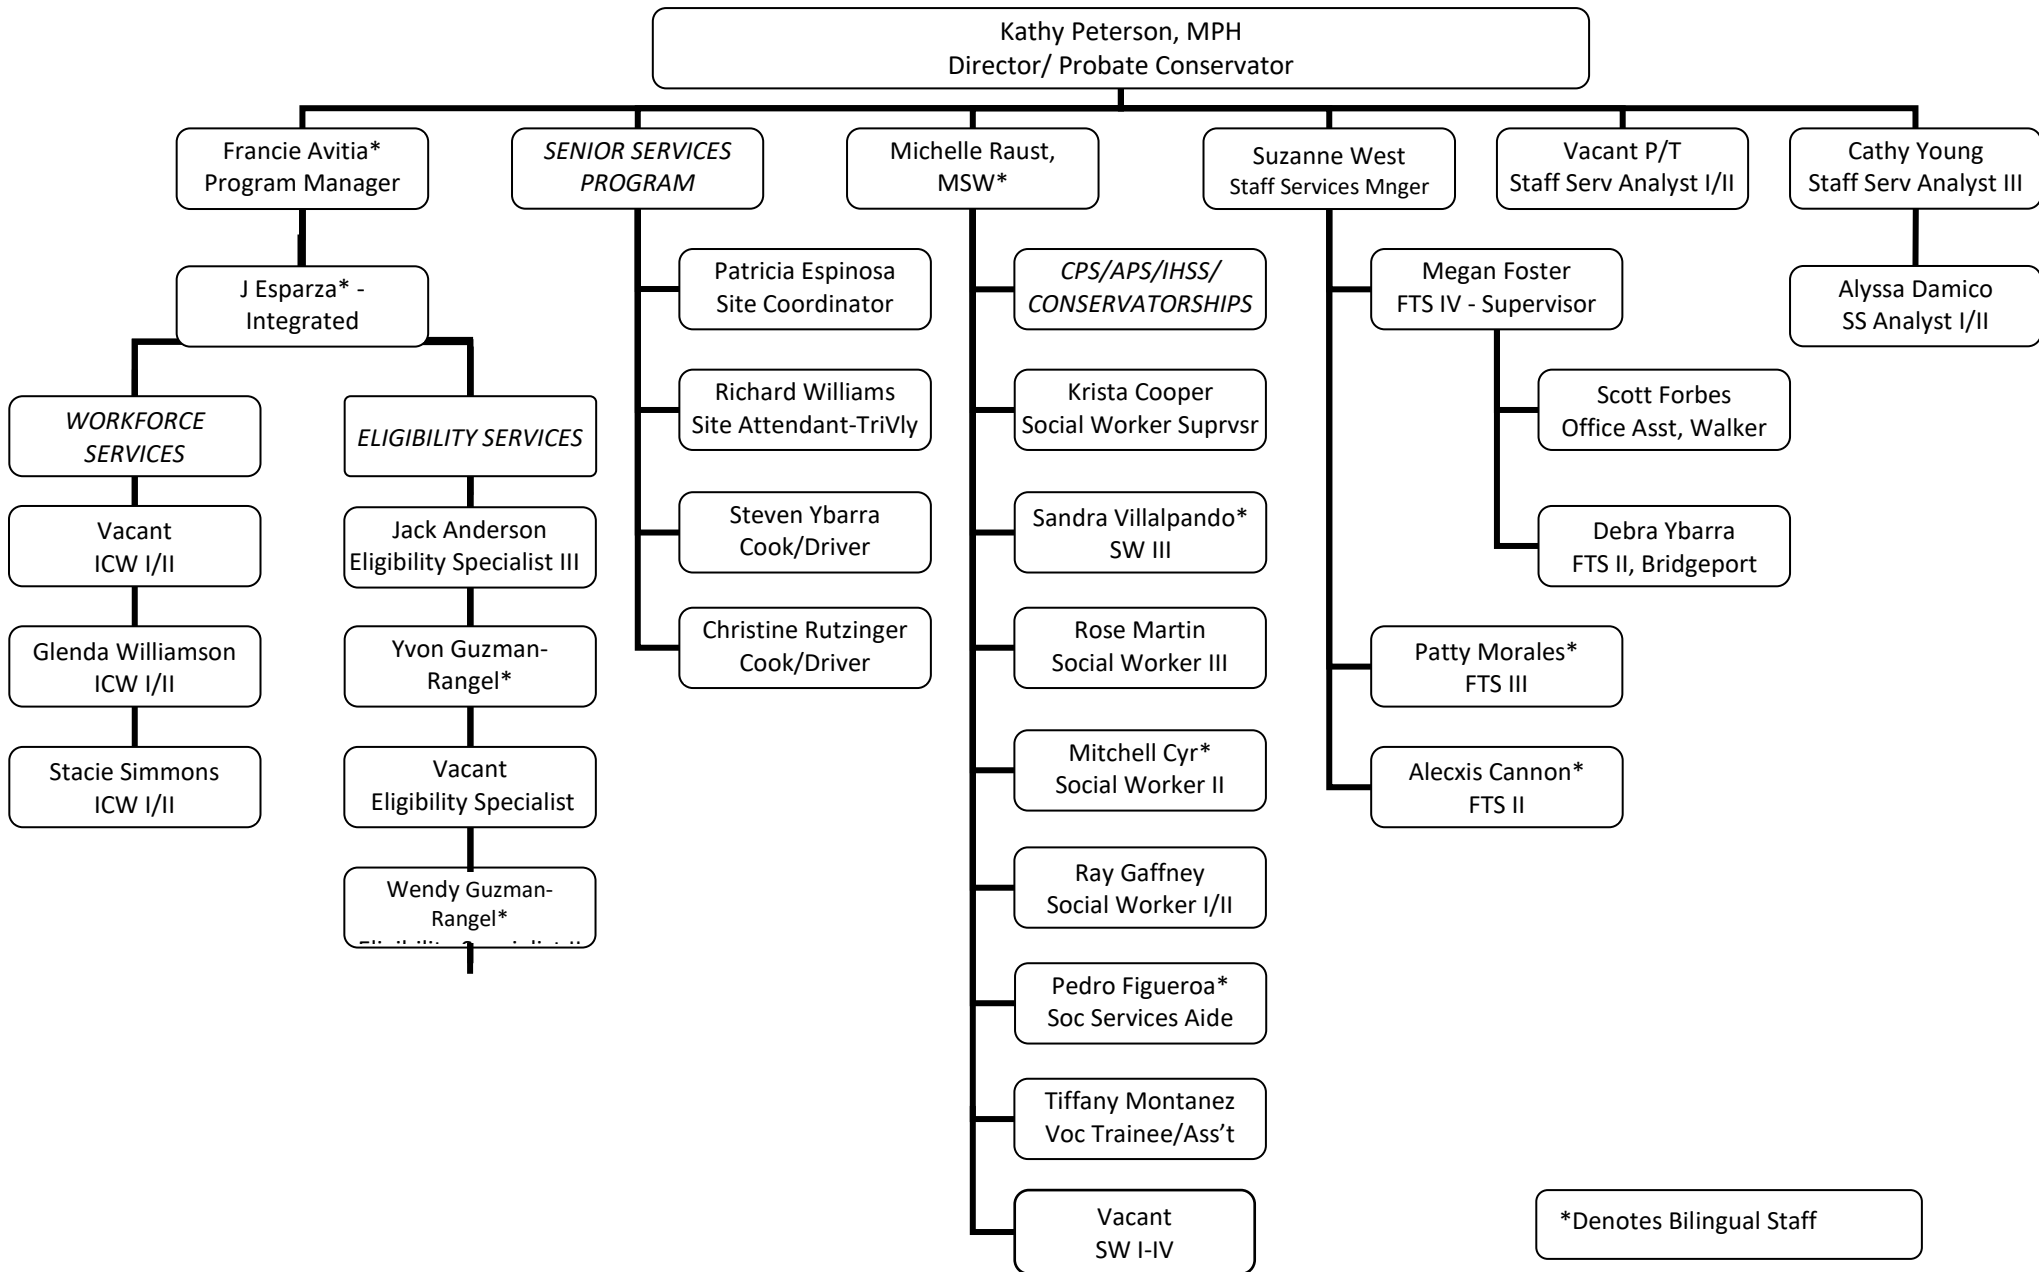 Kathy Peterson, MPH
Director/ Probate Conservator
Francie Avitia*
Program Manager
SENIOR SERVICES
PROGRAM
Michelle Raust,
MSW*
Suzanne West
Staff Services Mnger
Vacant P/T
Staff Serv Analyst I/II
Cathy Young
Staff Serv Analyst III
J Esparza* -
Integrated
WORKFORCE
SERVICES
Vacant
ICW I/II
Glenda Williamson
ICW I/II
Stacie Simmons
ICW I/II
ELIGIBILITY SERVICES
Jack Anderson
Eligibility Specialist III
Yvon Guzman-
Rangel*
Vacant
Eligibility Specialist
Wendy Guzman-
Rangel*
Patricia Espinosa
Site Coordinator
Richard Williams
Site Attendant-TriVly
Steven Ybarra
Cook/Driver
Christine Rutzinger
Cook/Driver
CPS/APS/IHSS/
CONSERVATORSHIPS
Krista Cooper
Social Worker Suprvsr
Sandra Villalpando*
SW III
Rose Martin
Social Worker III
Mitchell Cyr*
Social Worker II
Ray Gaffney
Social Worker I/II
Pedro Figueroa*
Soc Services Aide
Tiffany Montanez
Voc Trainee/Ass’t
Vacant
SW I-IV
Megan Foster
FTS IV - Supervisor
Scott Forbes
Office Asst, Walker
Debra Ybarra
FTS II, Bridgeport
Patty Morales*
FTS III
Alecxis Cannon*
FTS II
Alyssa Damico
SS Analyst I/II
*Denotes Bilingual Staff